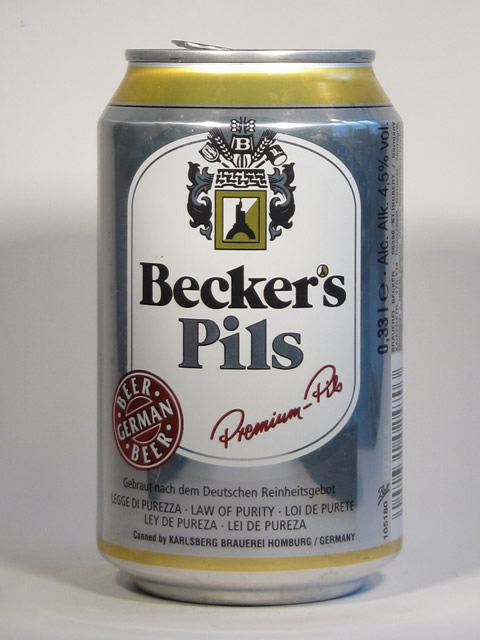 B
Becker's
Pils
Premium-Pils
BEER
GERMAN
BEER
Gebraut nach dem Deutschen Reinheitsgebot
LEGGE DI PUREZZA · LAW OF PURITY · LOI DE PURETE
LEY DE PUREZA · LEI DE PUREZA
Canned by KARLSBERG BRAUEREI HOMBURG / GERMANY
0,33 l e · Alc. Alk. 4,5% vol.
105180